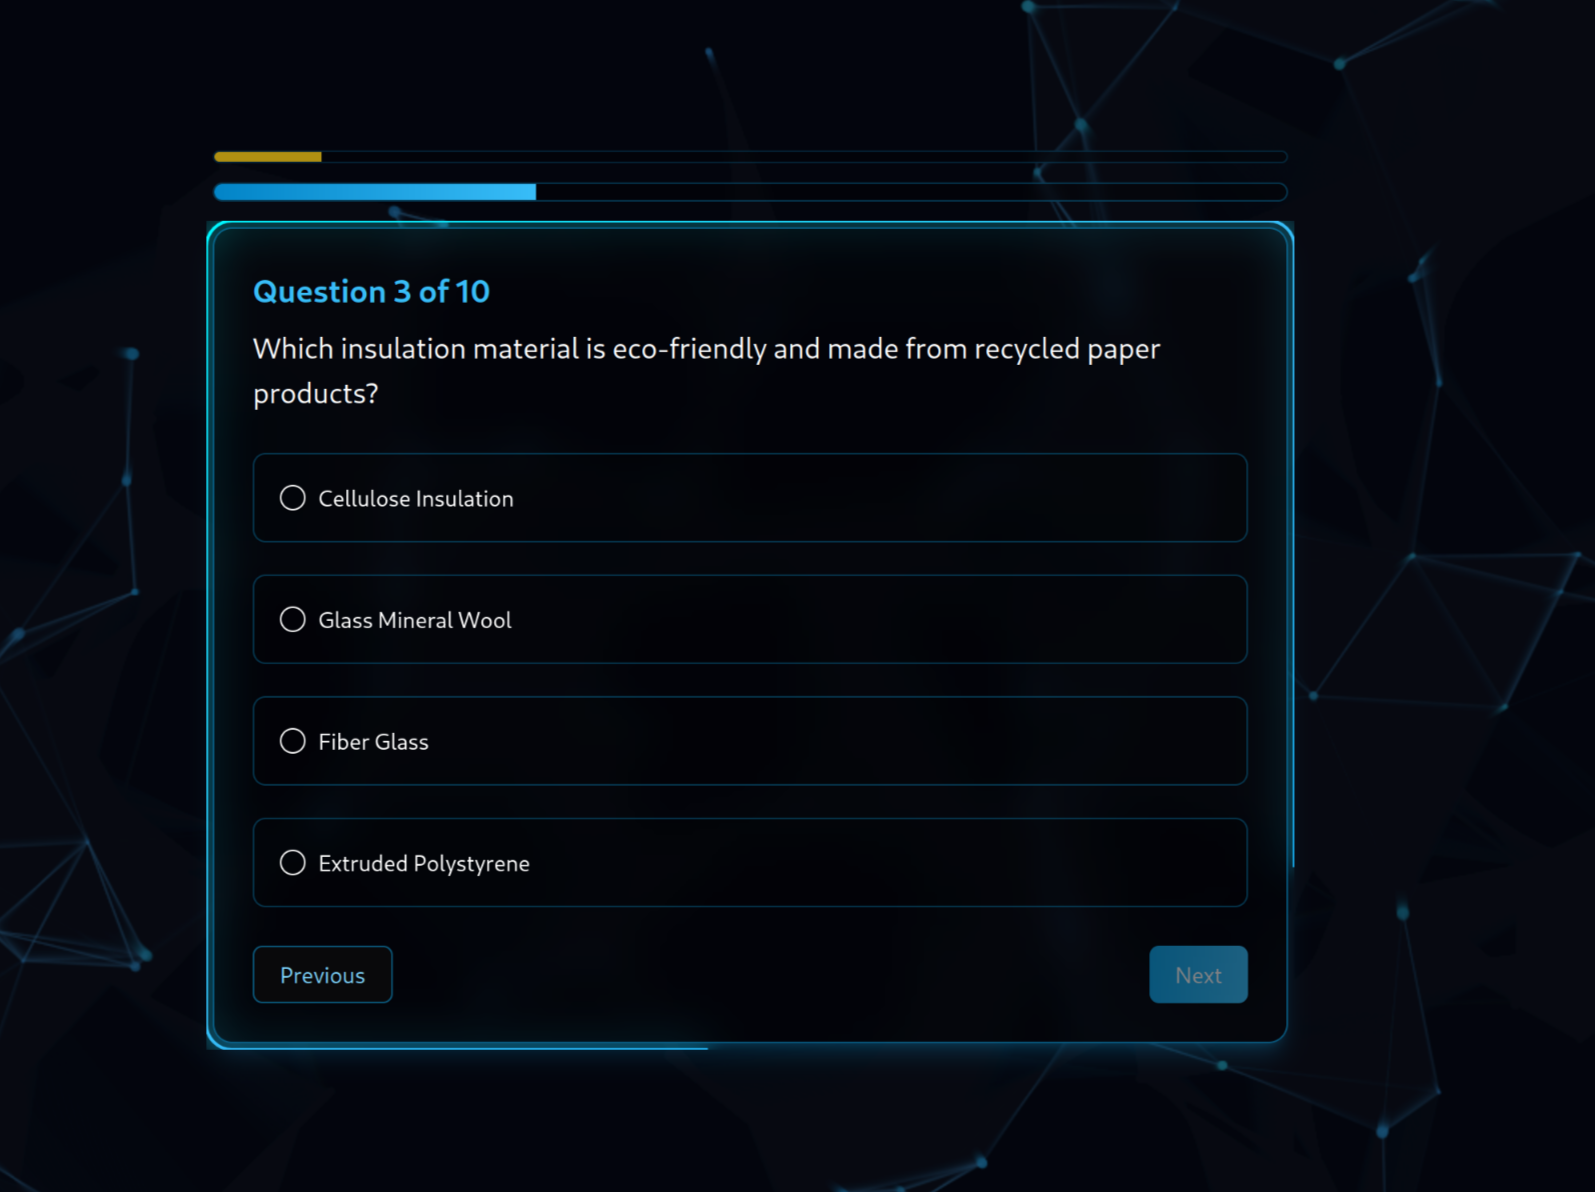 Question 3 of 10
Which insulation material is eco-friendly and made from recycled paper
products?
Cellulose Insulation
Glass Mineral Wool
Fiber Glass
Extruded Polystyrene
Previous
Next